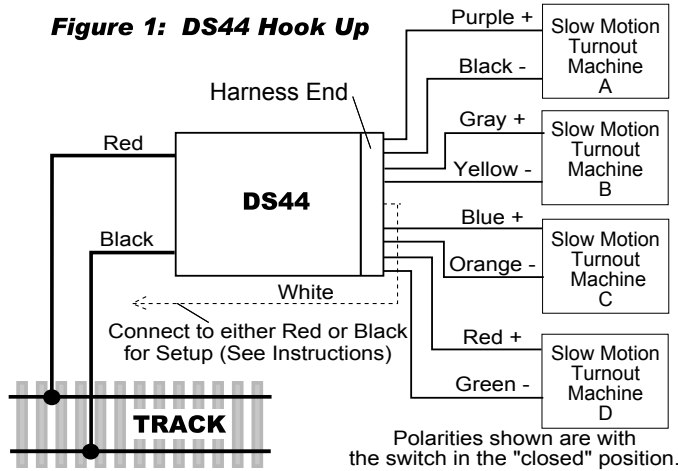 Figure 1: DS44 Hook Up
Harness End
Red
Black
DS44
White
Connect to either Red or Black
for Setup (See Instructions)
TRACK
Purple +
Black -
Slow Motion
Turnout
Machine
A
Gray +
Yellow -
Slow Motion
Turnout
Machine
B
Blue +
Orange -
Slow Motion
Turnout
Machine
C
Red +
Green -
Slow Motion
Turnout
Machine
D
Polarities shown are with
the switch in the "closed" position.